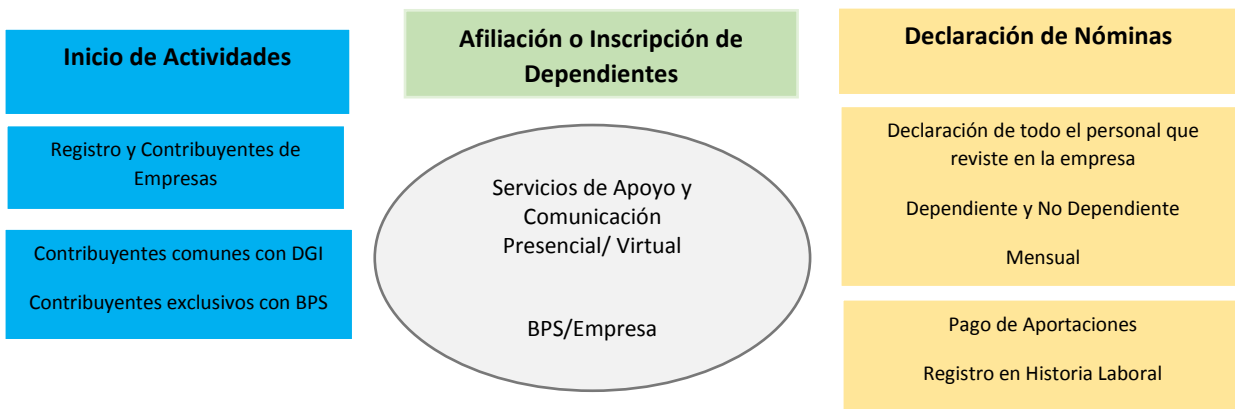 Inicio de Actividades
Registro y Contribuyentes de
Empresas
Contribuyentes comunes con DGI
Contribuyentes exclusivos con BPS
Afiliación o Inscripción de
Dependientes
Servicios de Apoyo y
Comunicación
Presencial/ Virtual
BPS/Empresa
Declaración de Nóminas
Declaración de todo el personal que
reviste en la empresa
Dependiente y No Dependiente
Mensual
Pago de Aportaciones
Registro en Historia Laboral